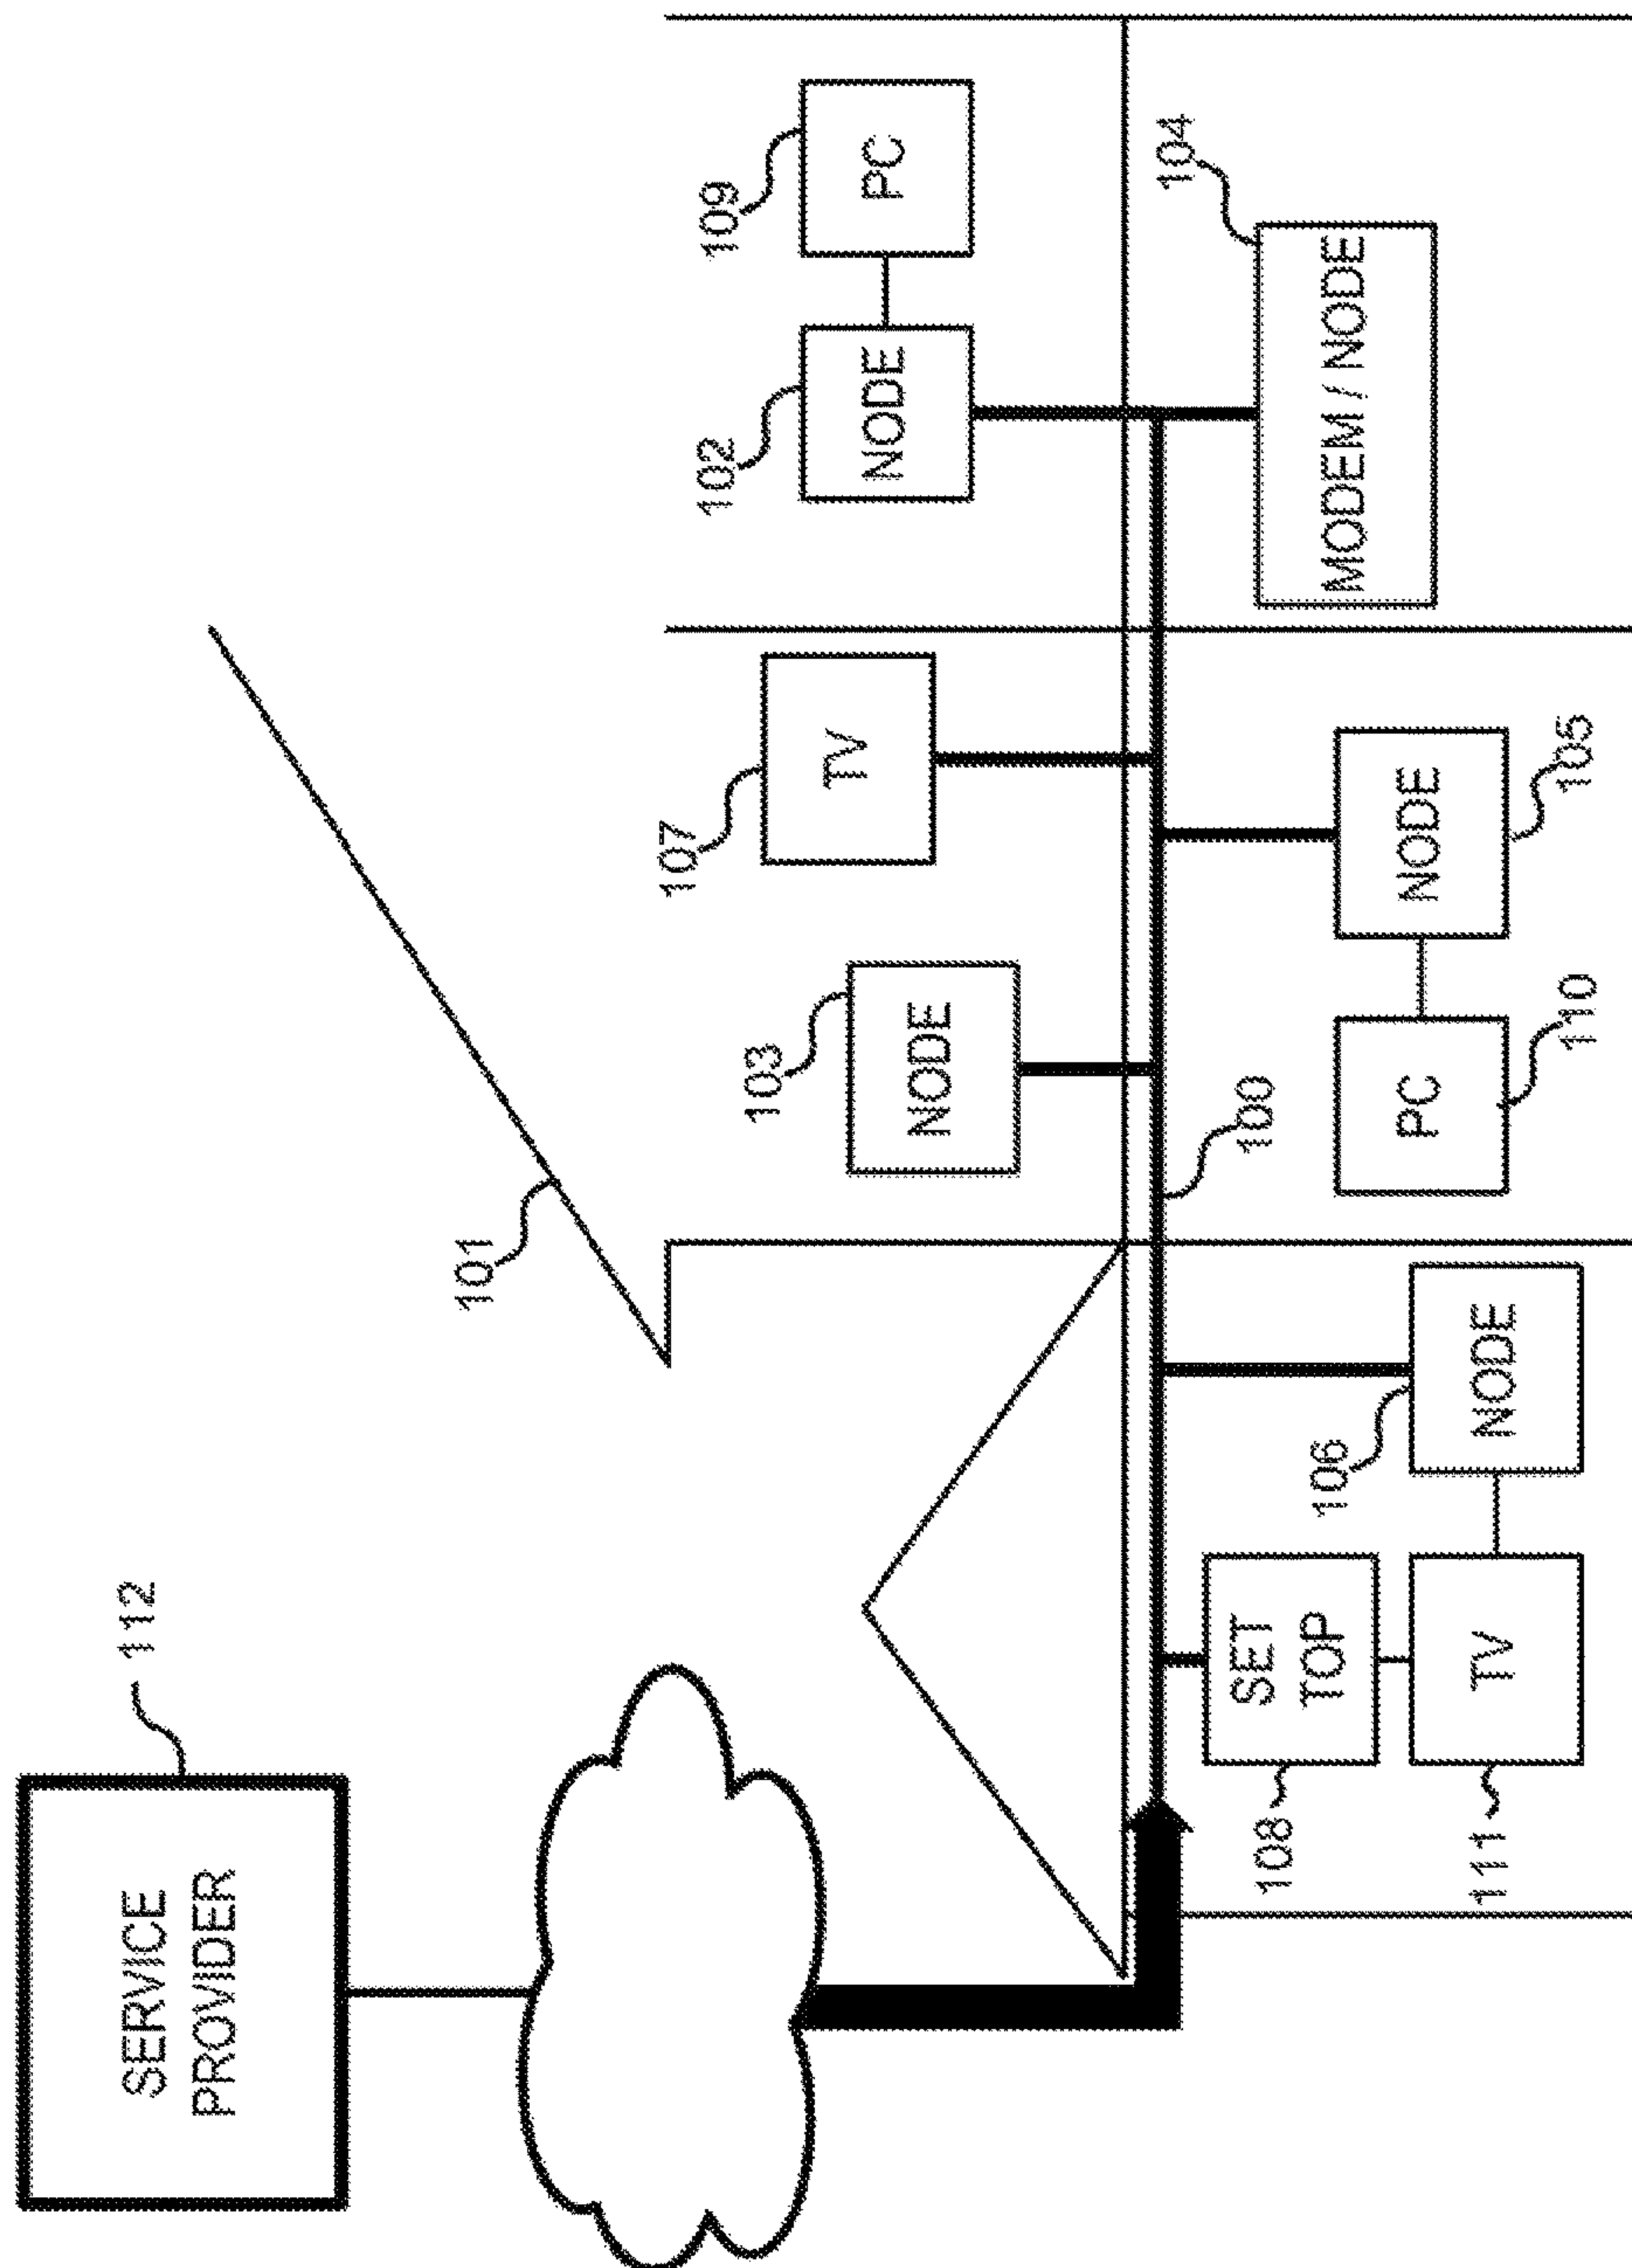 SERVICE
PROVIDER
112
101
107
TV
109
PC
102
NODE
103
NODE
100
104
MODEM / NODE
105
NODE
110
PC
106
NODE
108
SET
TOP
111
TV